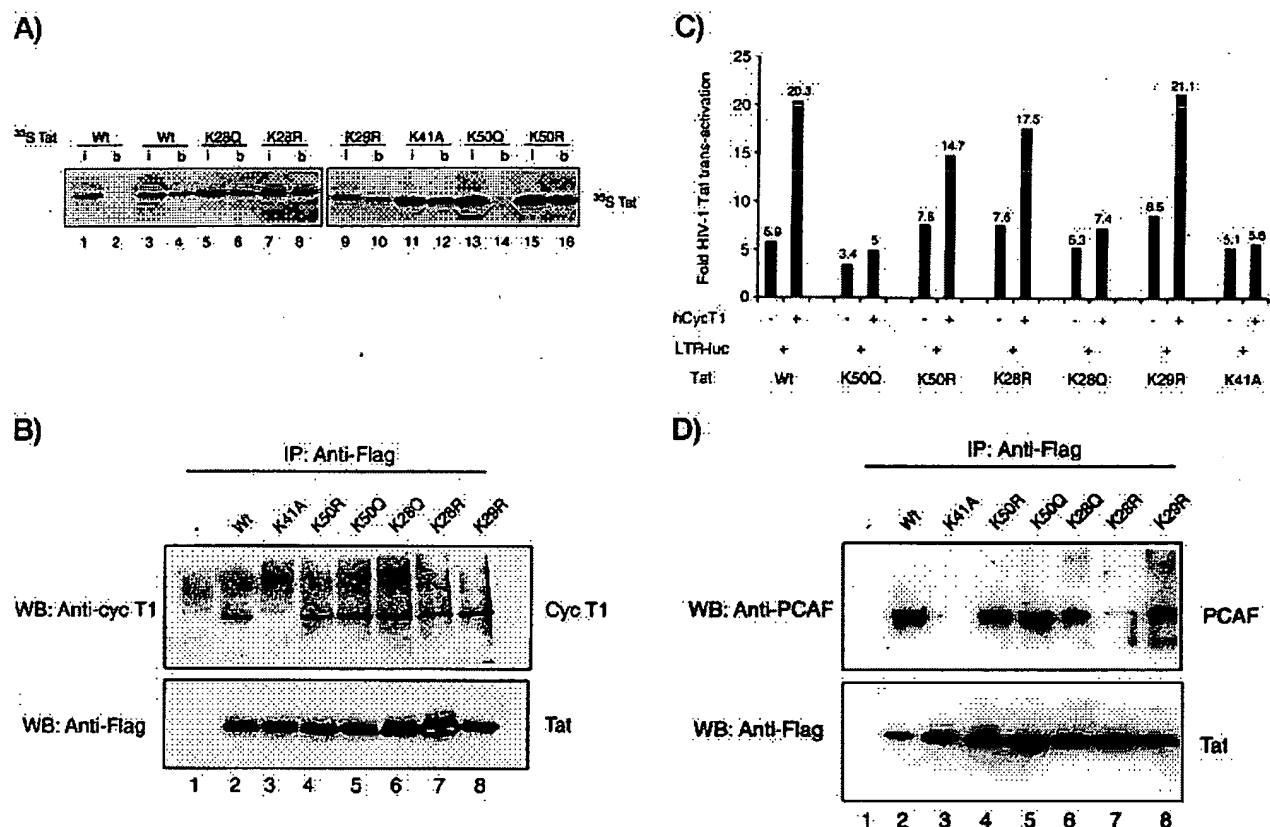 A)
35S Tat Wt Wt K28Q K28R K29R K41A K50Q K50R
i b i b i b i b i b i b i b i b
35S Tat
1 2 3 4 5 6 7 8 9 10 11 12 13 14 15 16
B)
IP: Anti-Flag
- Wt K41A K50R K50Q K28Q K28R K29R
WB: Anti-cyc T1
Cyc T1
WB: Anti-Flag
Tat
1 2 3 4 5 6 7 8
C)
Fold HIV-1 Tat trans-activation
25
20
15
10
5
0
5.9 20.3 3.4 5 14.7 17.5 5.3 7.4 21.1 5.1 5.6
hCycT1 - + - + - + - + - + - + - +
LTR-luc + + + + + + +
Tat Wt K50Q K50R K28R K28Q K29R K41A
D)
IP: Anti-Flag
- Wt K41A K50R K50Q K28Q K28R K29R
WB: Anti-PCAF
PCAF
WB: Anti-Flag
Tat
1 2 3 4 5 6 7 8